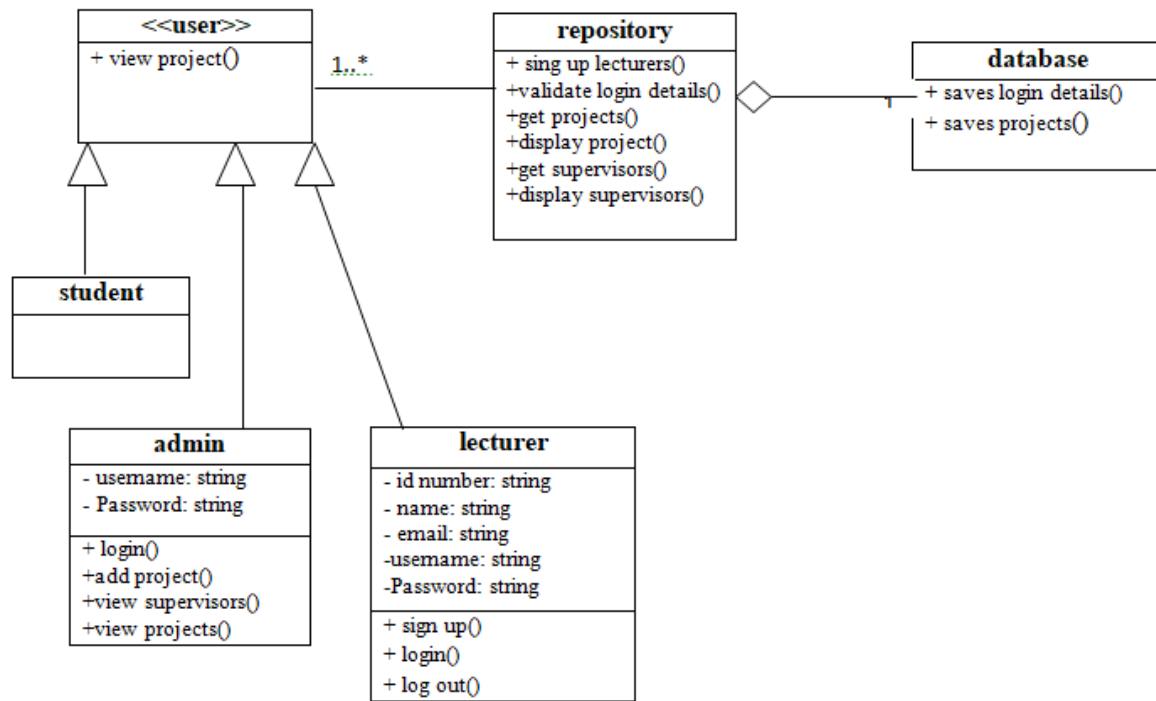 <<user>>
+ view project()
1..*
repository
+ sing up lecturers()
+validate login details()
+get projects()
+display project()
+get supervisors()
+display supervisors()
1
database
+ saves login details()
+ saves projects()
student
admin
- username: string
- Password: string
+ login()
+add project()
+view supervisors()
+view projects()
lecturer
- id number: string
- name: string
- email: string
-username: string
-Password: string
+ sign up()
+ login()
+ log out()